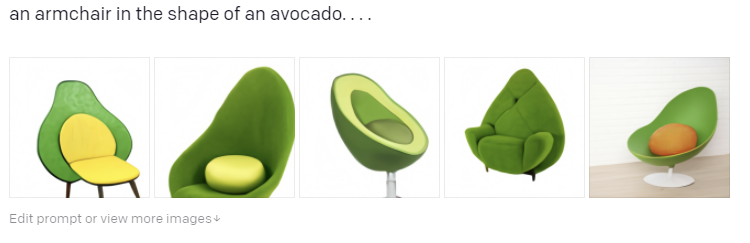 an armchair in the shape of an avocado. . . .
Edit prompt or view more images↓